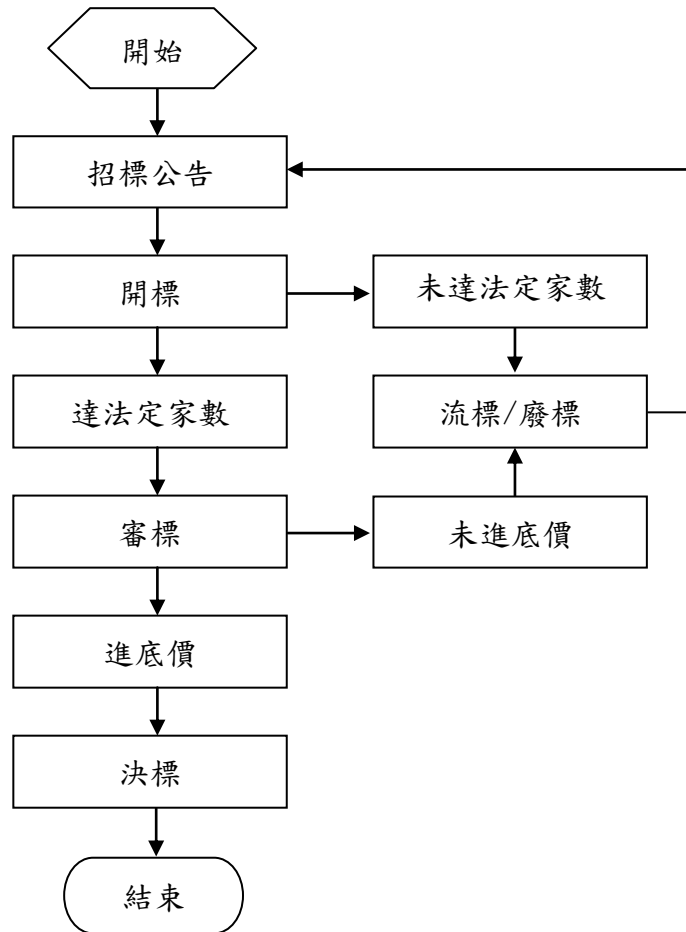 開始
招標公告
開標
未達法定家數
達法定家數
流標/廢標
審標
未進底價
進底價
決標
結束